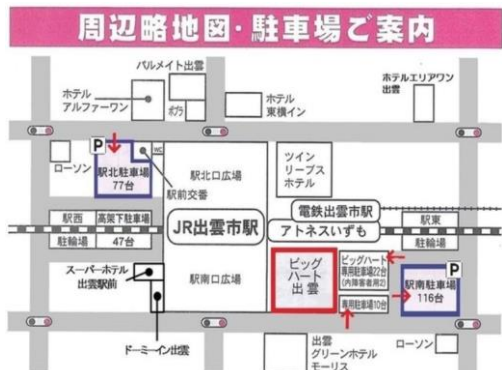 周辺略地図・駐車場ご案内
パルメイト出雲
ホテル
アルファーワン
ポプラ
ホテル
東横イン
ホテルエリアワン
出雲
P
WC
ローソン
駅北駐車場
77台
駅前交番
駅北口広場
ツイン
リーブス
ホテル
駅西
駐輪場
高架下駐車場
47台
JR出雲市駅
電鉄出雲市駅
アトネスいずも
駅東
駐輪場
スーパーホテル
出雲駅前
駅南口広場
ビッグ
ハート
出雲
ビッグハート
専用駐車場22台
(内障害者用2)
専用駐車場10台
P
駅南駐車場
116台
ドーミーイン出雲
出雲
グリーンホテル
モーリス
ローソン